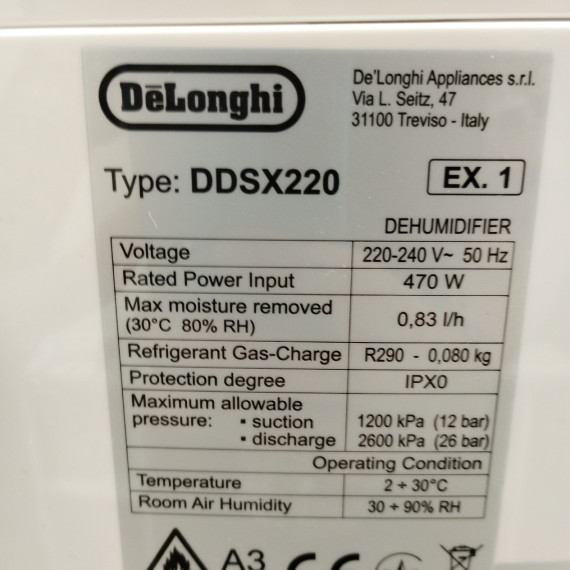 DēLonghi
De'Longhi Appliances s.r.l.
Via L. Seitz, 47
31100 Treviso - Italy
Type: DDSX220
EX. 1
DEHUMIDIFIER
Voltage 220-240 V~ 50 Hz
Rated Power Input 470 W
Max moisture removed
(30°C 80% RH) 0,83 l/h
Refrigerant Gas-Charge R290 - 0,080 kg
Protection degree IPX0
Maximum allowable
pressure: ▪ suction 1200 kPa (12 bar)
▪ discharge 2600 kPa (26 bar)
Operating Condition
Temperature 2 ÷ 30°C
Room Air Humidity 30 ÷ 90% RH
A3 CE